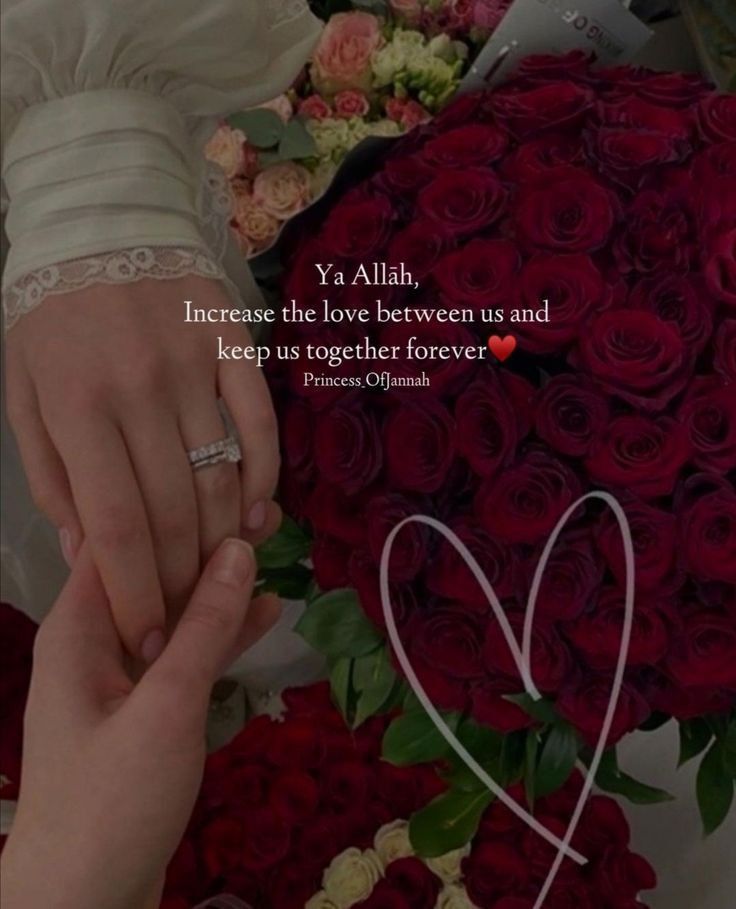 Ya Allāh,
Increase the love between us and
keep us together forever♥️
Princess_OfJannah